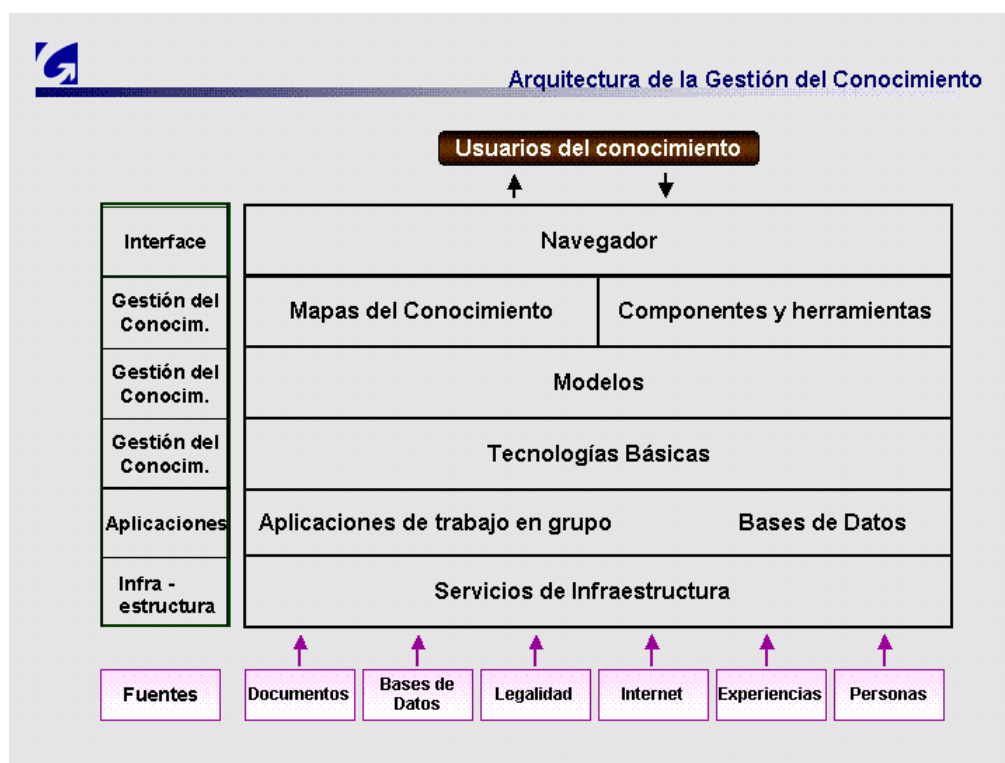 Arquitectura de la Gestión del Conocimiento
Usuarios del conocimiento
Interface
Navegador
Gestión del
Conocim.
Mapas del Conocimiento
Componentes y herramientas
Gestión del
Conocim.
Modelos
Gestión del
Conocim.
Tecnologías Básicas
Aplicaciones
Aplicaciones de trabajo en grupo
Bases de Datos
Infra -
estructura
Servicios de Infraestructura
Fuentes
Documentos
Bases de
Datos
Legalidad
Internet
Experiencias
Personas